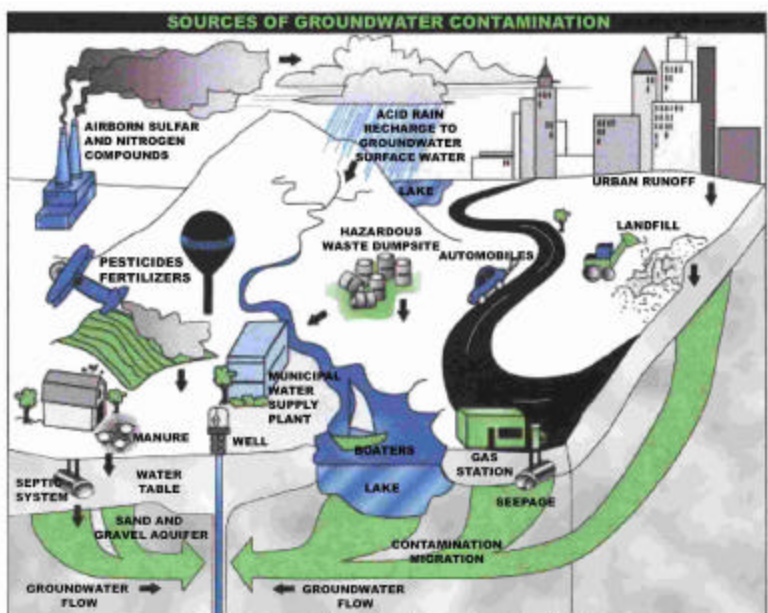 SOURCES OF GROUNDWATER CONTAMINATION
AIRBORN SULFAR
AND NITROGEN
COMPOUNDS
ACID RAIN
RECHARGE TO
GROUNDWATER
SURFACE WATER
LAKE
URBAN RUNOFF
PESTICIDES
FERTILIZERS
HAZARDOUS
WASTE DUMPSITE
AUTOMOBILES
LANDFILL
MUNICIPAL
WATER
SUPPLY
PLANT
MANURE
WELL
BOATERS
GAS
STATION
SEPTIC
SYSTEM
WATER
TABLE
LAKE
SEEPAGE
SAND AND
GRAVEL AQUIFER
CONTAMINATION
MIGRATION
GROUNDWATER
FLOW
GROUNDWATER
FLOW